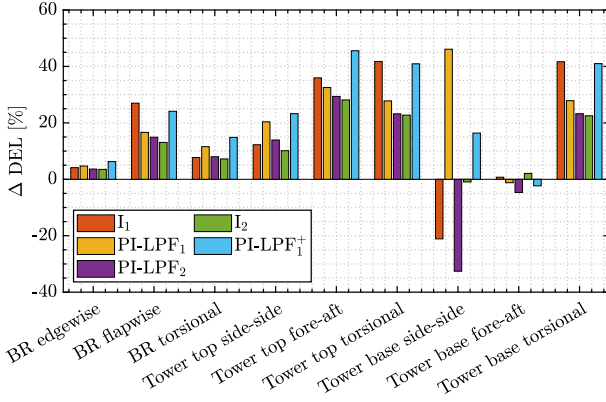 60
40
20
0
-20
-40
Δ DEL [%]
I₁
I₂
PI-LPF₁
PI-LPF₁⁺
PI-LPF₂
BR edgewise
BR flapwise
BR torsional
Tower top side-side
Tower top fore-aft
Tower top torsional
Tower base side-side
Tower base fore-aft
Tower base torsional